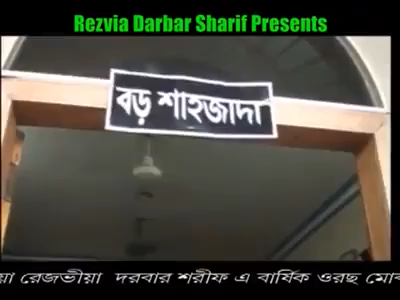 Rezvia Darbar Sharif Presents
বড় শাহজাদা
রেজভীয়া দরবার শরীফ এ বার্ষিক ওরছ